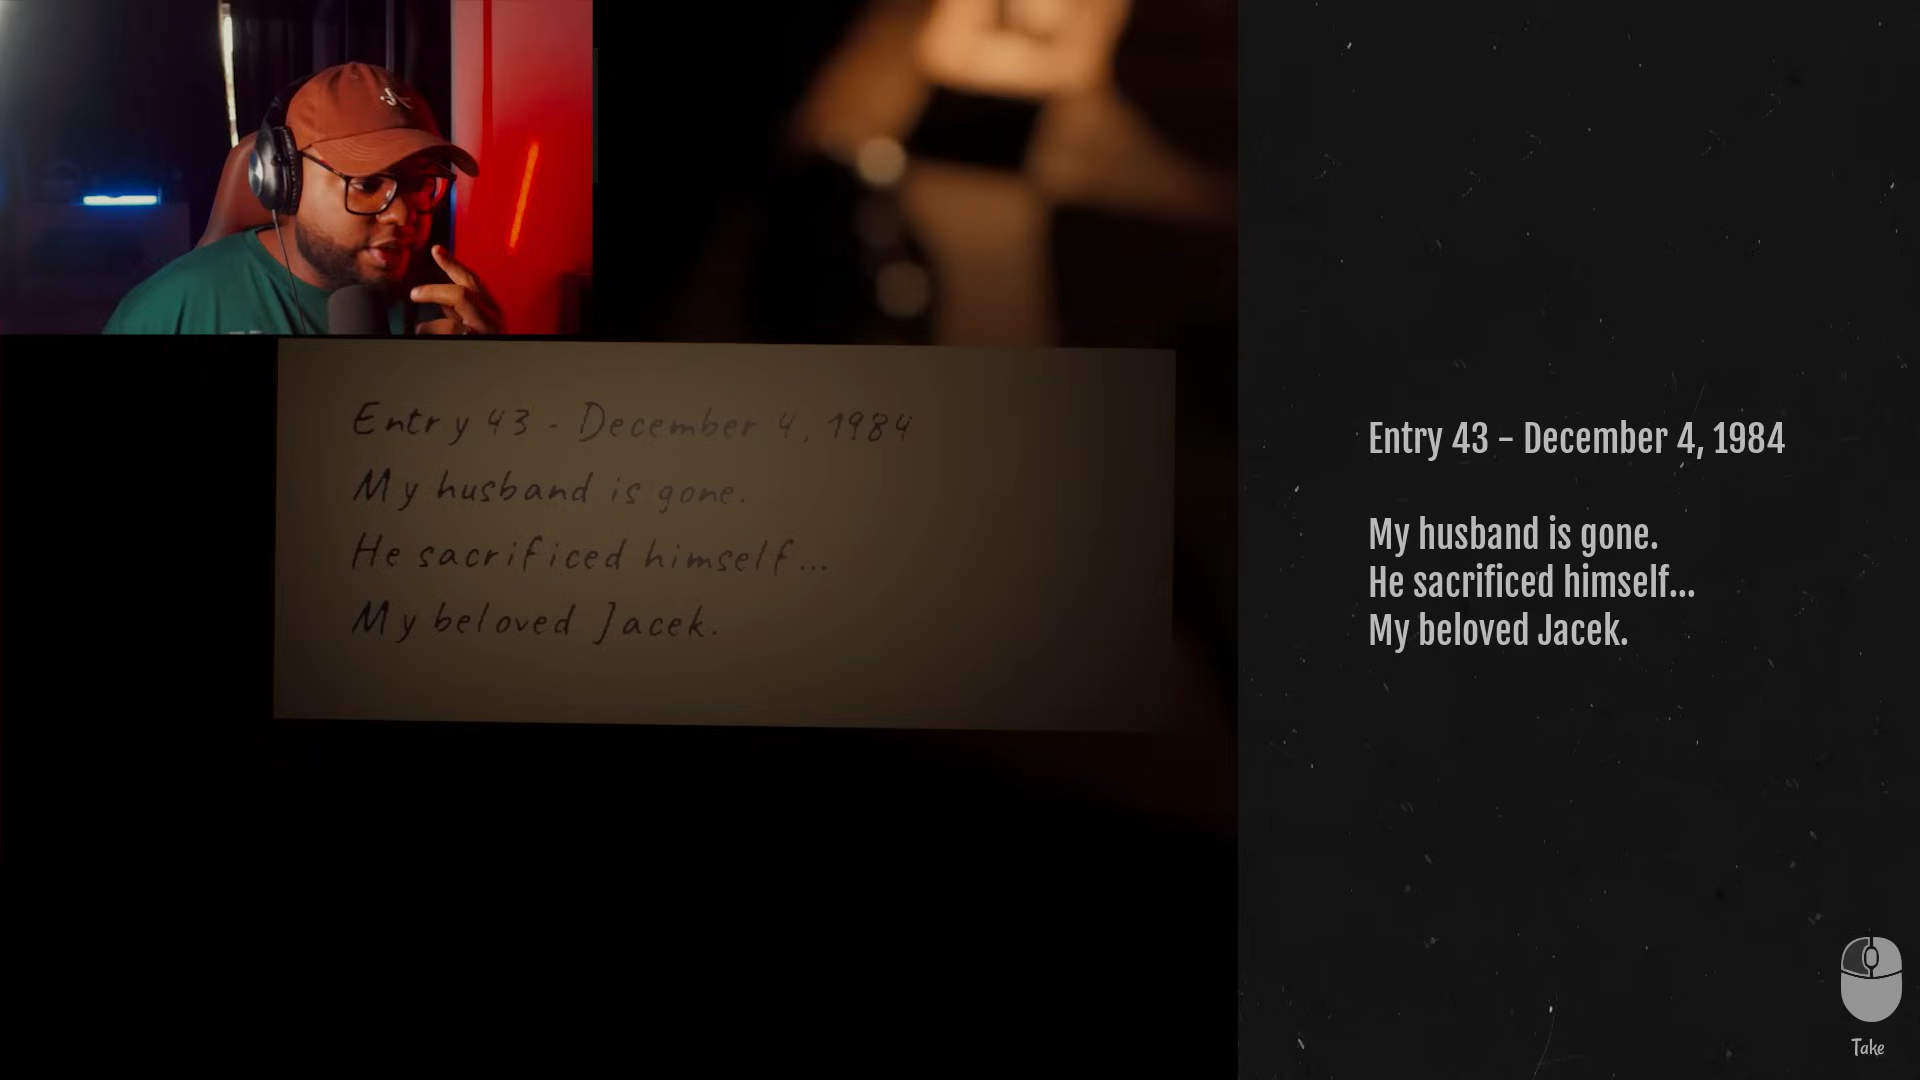 Entry 43 - December 4, 1984
My husband is gone.
He sacrificed himself...
My beloved Jacek.
Entry 43 – December 4, 1984
My husband is gone.
He sacrificed himself...
My beloved Jacek.
Take